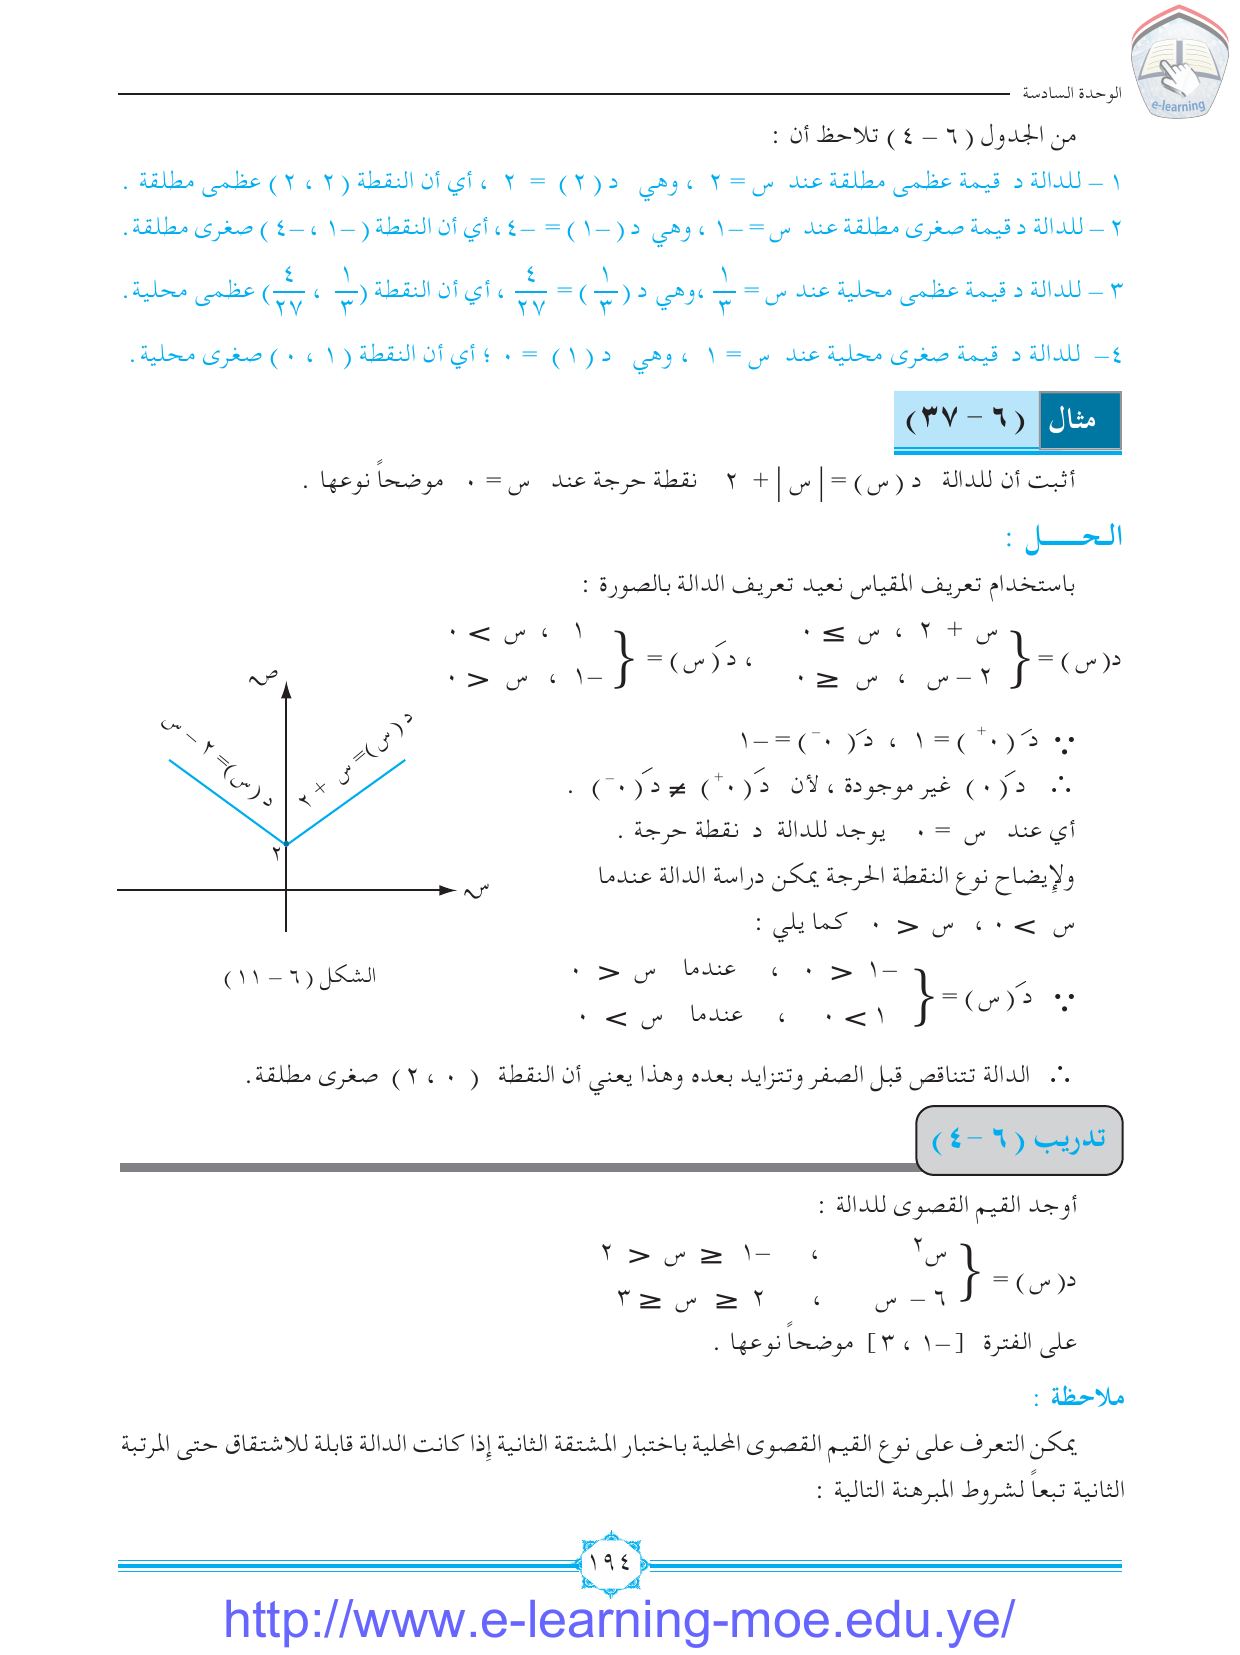 e-learning
الوحدة السادسة
من الجدول (٦ – ٤) تلاحظ أن :
١ – للدالة د قيمة عظمى مطلقة عند س = ٢ ، وهي د (٢) = ٢ ، أي أن النقطة (٢ ، ٢) عظمى مطلقة .
٢ – للدالة د قيمة صغرى مطلقة عند س = –١ ، وهي د (–١) = –٤ ، أي أن النقطة (–١ ، –٤) صغرى مطلقة.
٣ – للدالة د قيمة عظمى محلية عند س = ١/٣ ،وهي د (١/٣) = ٤/٢٧ ، أي أن النقطة (١/٣ ، ٤/٢٧) عظمى محلية.
٤– للدالة د قيمة صغرى محلية عند س = ١ ، وهي د (١) = ٠ ؛ أي أن النقطة (١ ، ٠) صغرى محلية.
مثال (٦ – ٣٧)
أثبت أن للدالة د (س) = |س| + ٢ نقطة حرجة عند س = ٠ موضحاً نوعها .
الـحـــــل :
باستخدام تعريف المقياس نعيد تعريف الدالة بالصورة :
د(س) = { س + ٢ ، س ≥ ٠ ، دَ(س) = { ١ ، س > ٠
٢ – س ، س ≤ ٠ –١ ، س < ٠
∵ دَ(٠⁺) = ١ ، دَ(٠⁻) = –١
∴ دَ(٠) غير موجودة ، لأن دَ(٠⁺) ≠ دَ(٠⁻) .
أي عند س = ٠ يوجد للدالة د نقطة حرجة .
ولإيضاح نوع النقطة الحرجة يمكن دراسة الدالة عندما
س > ٠ ، س < ٠ كما يلي :
∵ دَ(س) = { –١ < ٠ ، عندما س < ٠
١ > ٠ ، عندما س > ٠
ص
د(س)= ٢ – س
د(س)= س + ٢
٢
س
الشكل (٦ – ١١)
∴ الدالة تتناقص قبل الصفر وتتزايد بعده وهذا يعني أن النقطة (٠ ، ٢) صغرى مطلقة.
تدريب (٦ – ٤)
أوجد القيم القصوى للدالة :
د(س) = { س٢ ، –١ ≤ س < ٢
٦ – س ، ٢ ≤ س ≤ ٣
على الفترة [–١ ، ٣] موضحاً نوعها .
ملاحظة :
يمكن التعرف على نوع القيم القصوى المحلية باختبار المشتقة الثانية إذا كانت الدالة قابلة للاشتقاق حتى المرتبة
الثانية تبعاً لشروط المبرهنة التالية :
١٩٤
http://www.e-learning-moe.edu.ye/